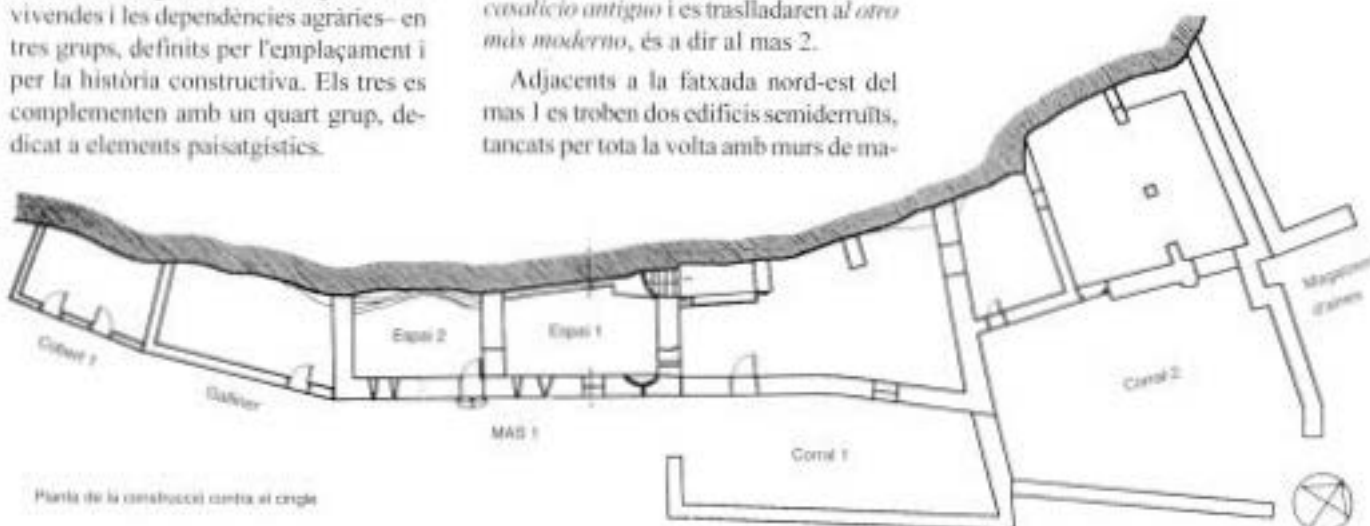 vivendes i les dependències agràries– en
tres grups, definits per l'emplaçament i
per la història constructiva. Els tres es
complementen amb un quart grup, de-
dicat a elements paisatgístics.
casalicio antiguo i es traslladaren al otro
más moderno, és a dir al mas 2.
Adjacents a la fatxada nord-est del
mas 1 es troben dos edificis semiderruïts,
tancats per tota la volta amb murs de ma-
Espai 2
Espai 1
Magatzem
d'aines
Cobert 1
Galliner
Corral 2
MAS 1
Corral 1
Planta de la construcció contra el cingle